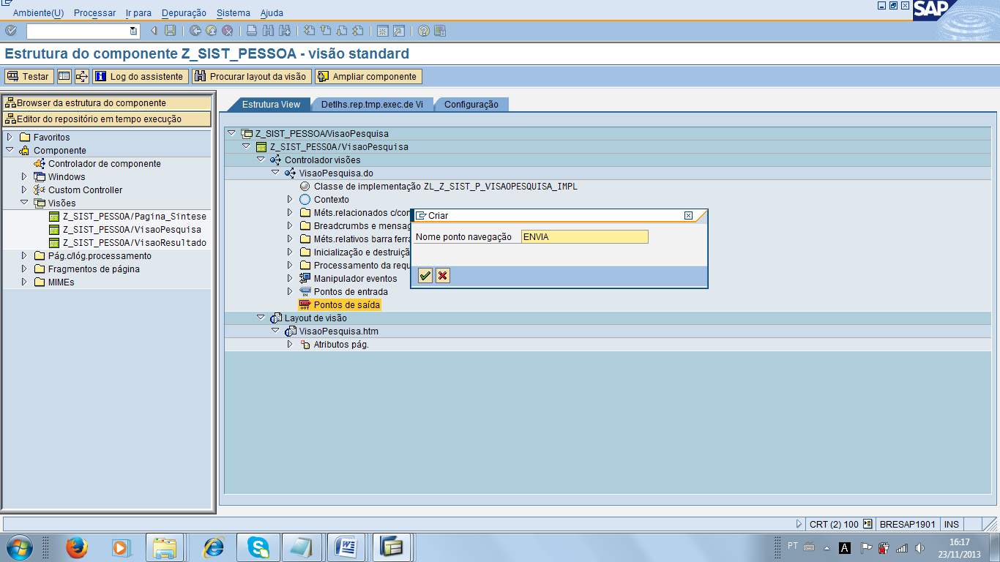 Ambiente(U) Processar Ir para Depuração Sistema Ajuda
SAP
Estrutura do componente Z_SIST_PESSOA - visão standard
Testar Log do assistente Procurar layout da visão Ampliar componente
Browser da estrutura do componente
Editor do repositório em tempo execução
Favoritos
Componente
Controlador de componente
Windows
Custom Controller
Visões
Z_SIST_PESSOA/Pagina_Sintese
Z_SIST_PESSOA/VisaoPesquisa
Z_SIST_PESSOA/VisaoResultado
Pág.c/lóg.processamento
Fragmentos de página
MIMEs
Estrutura View Detlhs.rep.tmp.exec.de Vi Configuração
Z_SIST_PESSOA/VisaoPesquisa
Z_SIST_PESSOA/VisaoPesquisa
Controlador visões
VisaoPesquisa.do
Classe de implementação ZL_Z_SIST_P_VISAOPESQUISA_IMPL
Contexto
Méts.relacionados c/con
Breadcrumbs e mensag
Méts.relativos barra ferra
Inicialização e destruiçã
Processamento da requ
Manipulador eventos
Pontos de entrada
Pontos de saída
Layout de visão
VisaoPesquisa.htm
Atributos pág.
Criar
Nome ponto navegação ENVIA
CRT (2) 100 BRESAP1901 INS
PT A 16:17
23/11/2013